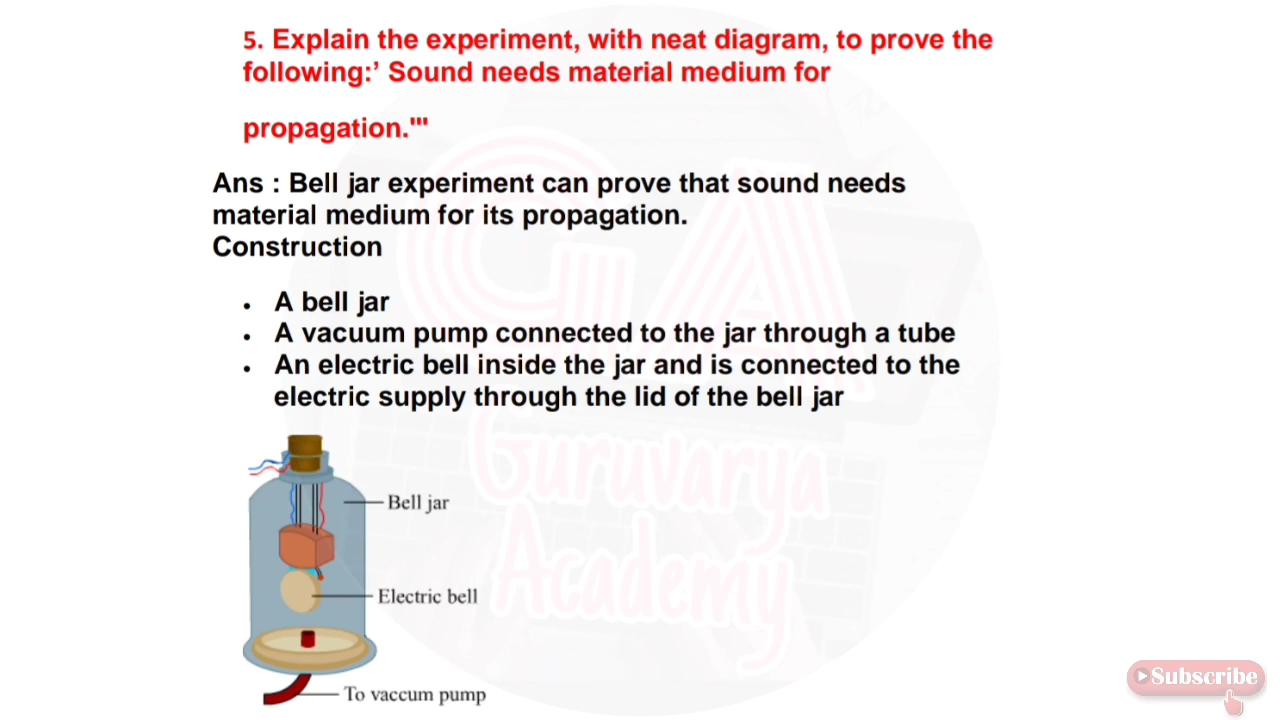 5. Explain the experiment, with neat diagram, to prove the
following:’ Sound needs material medium for
propagation.'"
Ans : Bell jar experiment can prove that sound needs
material medium for its propagation.
Construction
• A bell jar
• A vacuum pump connected to the jar through a tube
• An electric bell inside the jar and is connected to the
electric supply through the lid of the bell jar
Bell jar
Electric bell
To vaccum pump
GA
Guruvarya
Academy
Subscribe